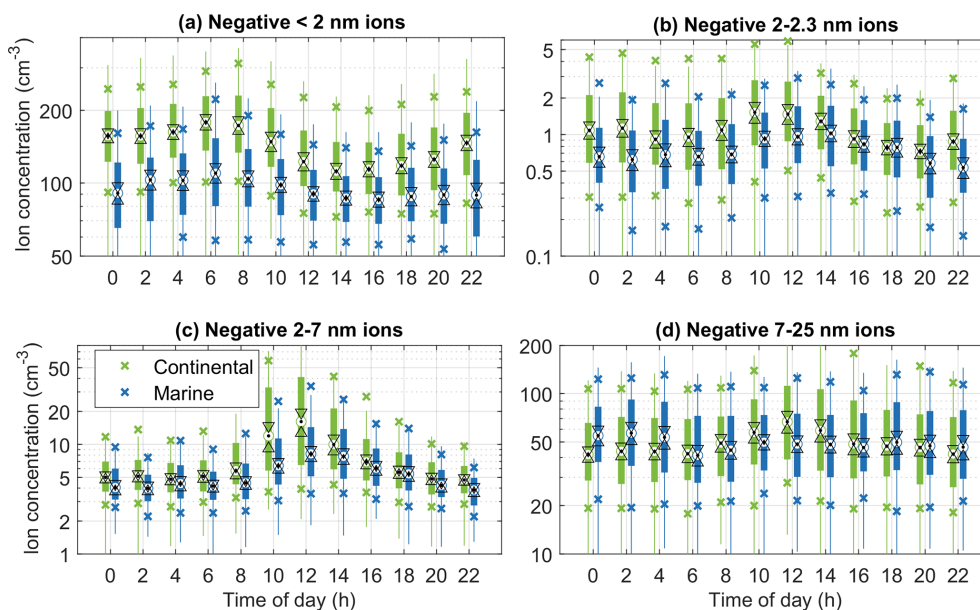 (a) Negative < 2 nm ions
Ion concentration (cm⁻³)
200
100
50
0 2 4 6 8 10 12 14 16 18 20 22
(b) Negative 2-2.3 nm ions
5
2
1
0.5
0.1
0 2 4 6 8 10 12 14 16 18 20 22
(c) Negative 2-7 nm ions
Ion concentration (cm⁻³)
50
20
10
5
2
1
Continental
Marine
0 2 4 6 8 10 12 14 16 18 20 22
Time of day (h)
(d) Negative 7-25 nm ions
200
100
50
20
10
0 2 4 6 8 10 12 14 16 18 20 22
Time of day (h)